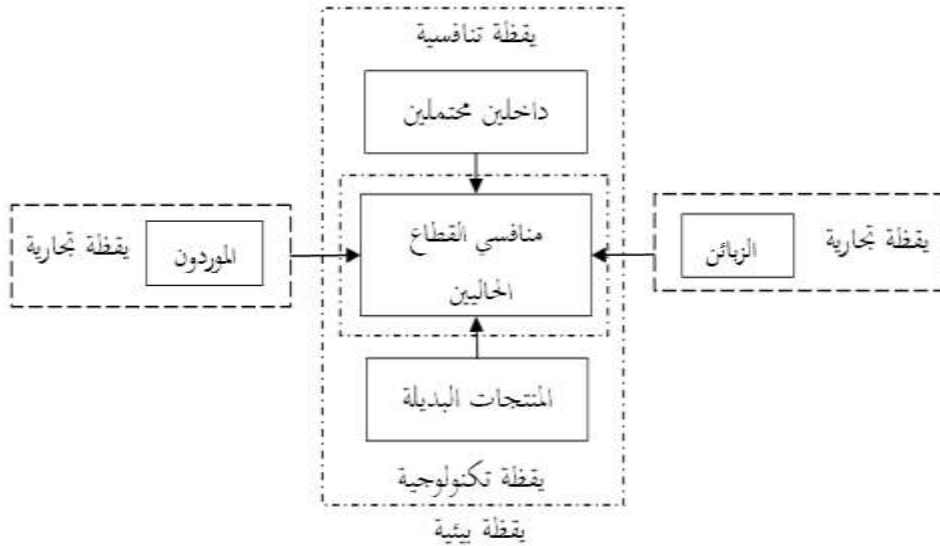 يقظة تنافسية
داخلين محتملين
يقظة تجارية
الزبائن
منافسي القطاع
الحاليين
الموردون
يقظة تجارية
المنتجات البديلة
يقظة تكنولوجية
يقظة بيئية